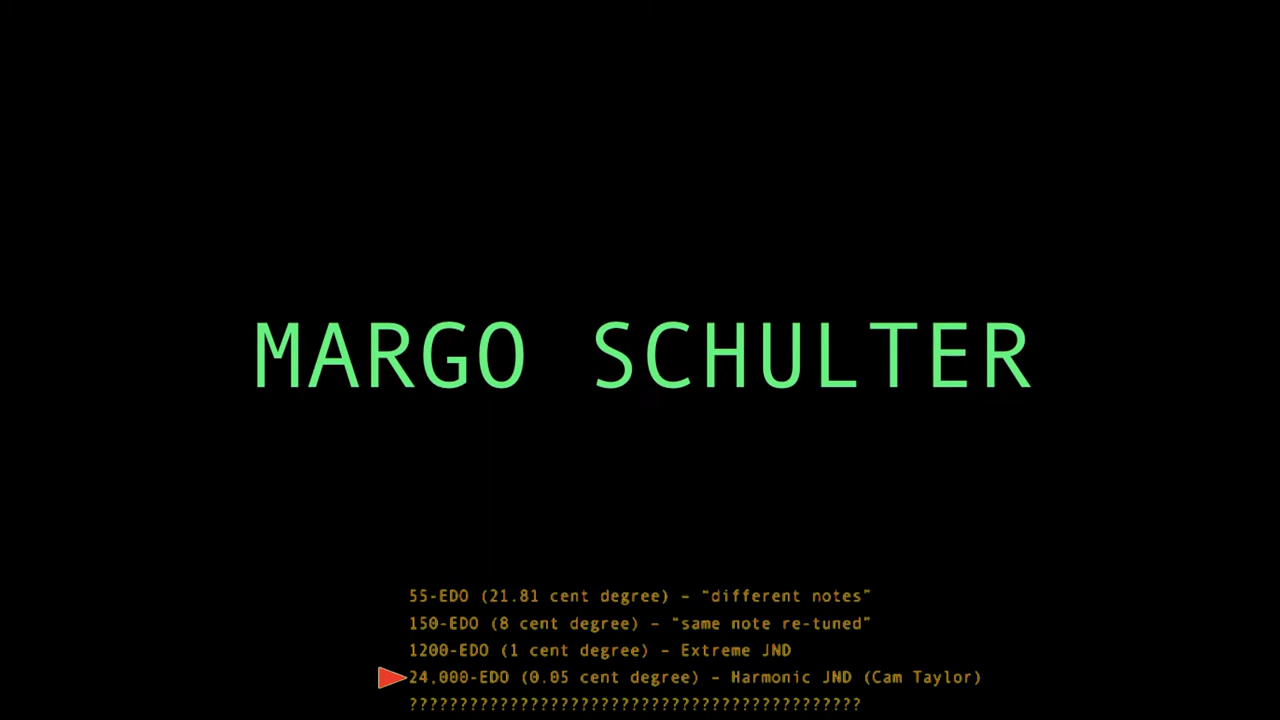 MARGO SCHULTER
55-EDO (21.81 cent degree) – “different notes”
150-EDO (8 cent degree) – “same note re-tuned”
1200-EDO (1 cent degree) – Extreme JND
24,000-EDO (0.05 cent degree) – Harmonic JND (Cam Taylor)
?????????????????????????????????????????????